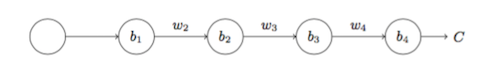 w₂ w₃ w₄
b₁ b₂ b₃ b₄ C